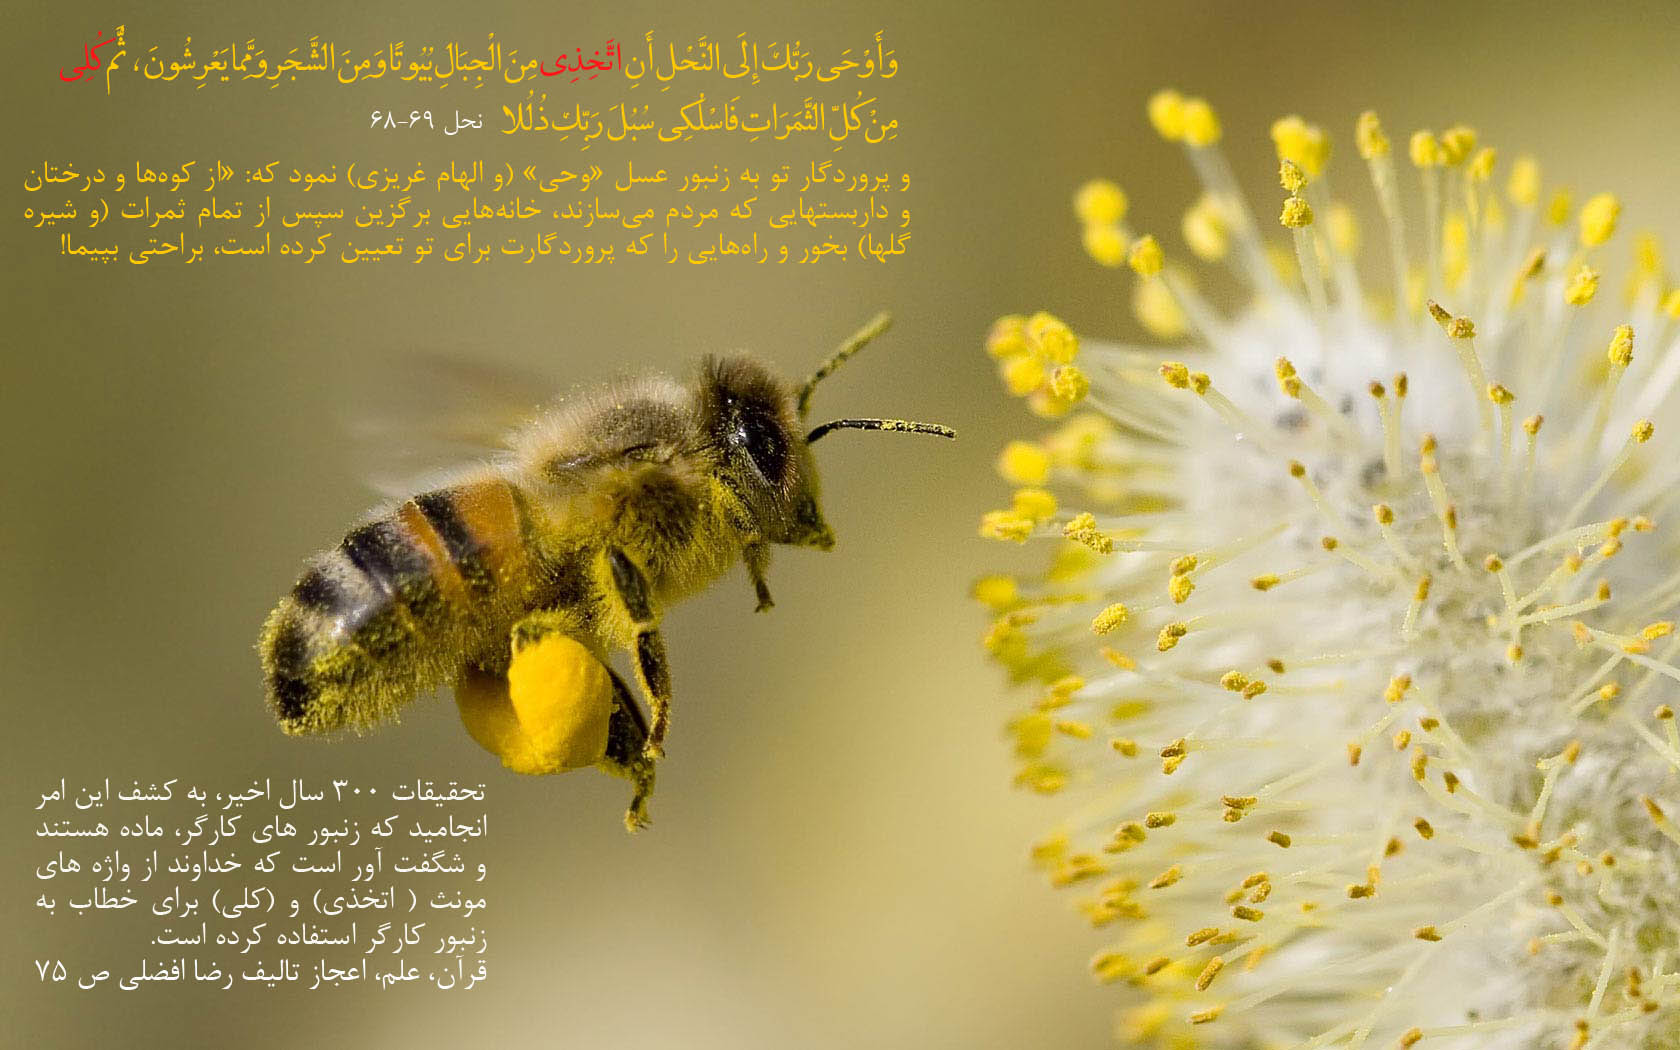 وَأَوْحَى رَبُّكَ إِلَى النَّحْلِ أَنِ اتَّخِذِي مِنَ الْجِبَالِ بُيُوتًا وَمِنَ الشَّجَرِ وَمِمَّا يَعْرِشُونَ، ثُمَّ كُلِي
مِنْ كُلِّ الثَّمَرَاتِ فَاسْلُكِي سُبُلَ رَبِّكِ ذُلُلًا نحل ۶۹-۶۸
و پروردگار تو به زنبور عسل «وحی» (و الهام غریزی) نمود که: «از کوه‌ها و درختان
و داربستهایی که مردم می‌سازند، خانه‌هایی برگزین سپس از تمام ثمرات (و شیره
گلها) بخور و راه‌هایی را که پروردگارت برای تو تعیین کرده است، براحتی بپیما!
تحقیقات ۳۰۰ سال اخیر، به کشف این امر
انجامید که زنبور های کارگر، ماده هستند
و شگفت آور است که خداوند از واژه های
مونث ( اتخذی) و (کلی) برای خطاب به
زنبور کارگر استفاده کرده است.
قرآن، علم، اعجاز تالیف رضا افضلی ص ۷۵